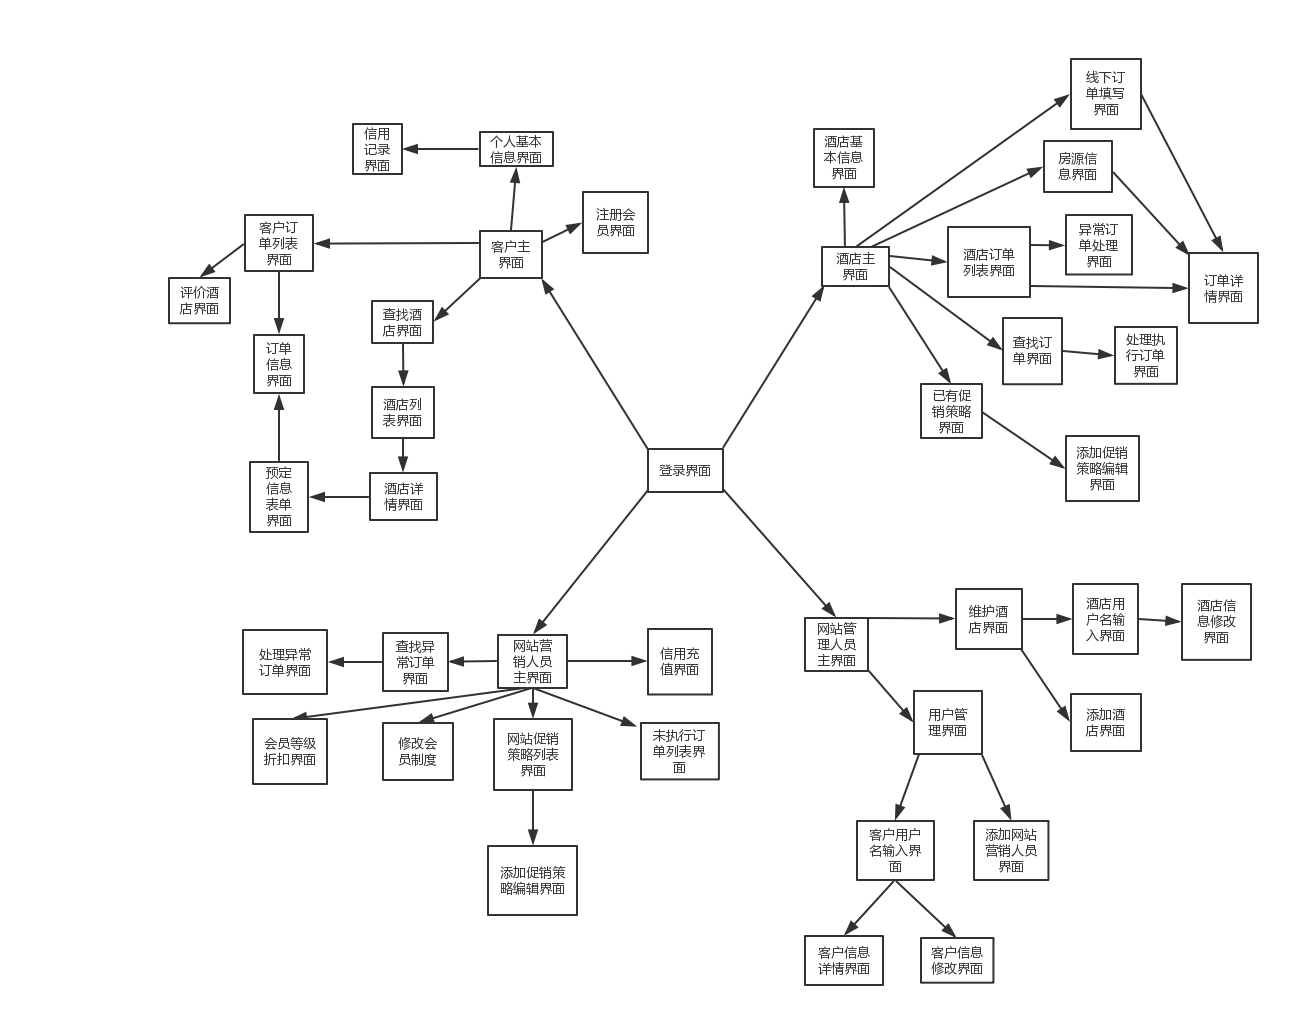 线下订
单填写
界面
信用
记录
界面
个人基本
信息界面
酒店基
本信息
界面
房源信
息界面
注册会
员界面
客户订
单列表
界面
客户主
界面
酒店主
界面
酒店订单
列表界面
异常订
单处理
界面
订单详
情界面
评价酒
店界面
查找酒
店界面
订单
信息
界面
查找订
单界面
处理执
行订单
界面
酒店列
表界面
已有促
销策略
界面
登录界面
添加促销
策略编辑
界面
预定
信息
表单
界面
酒店详
情界面
处理异常
订单界面
查找异
常订单
界面
网站营
销人员
主界面
信用充
值界面
网站管
理人员
主界面
维护酒
店界面
酒店用
户名输
入界面
酒店信
息修改
界面
会员等级
折扣界面
修改会
员制度
网站促销
策略列表
界面
未执行订
单列表界
面
用户管
理界面
添加酒
店界面
添加促销策
略编辑界面
客户用户
名输入界
面
添加网站
营销人员
界面
客户信息
详情界面
客户信息
修改界面